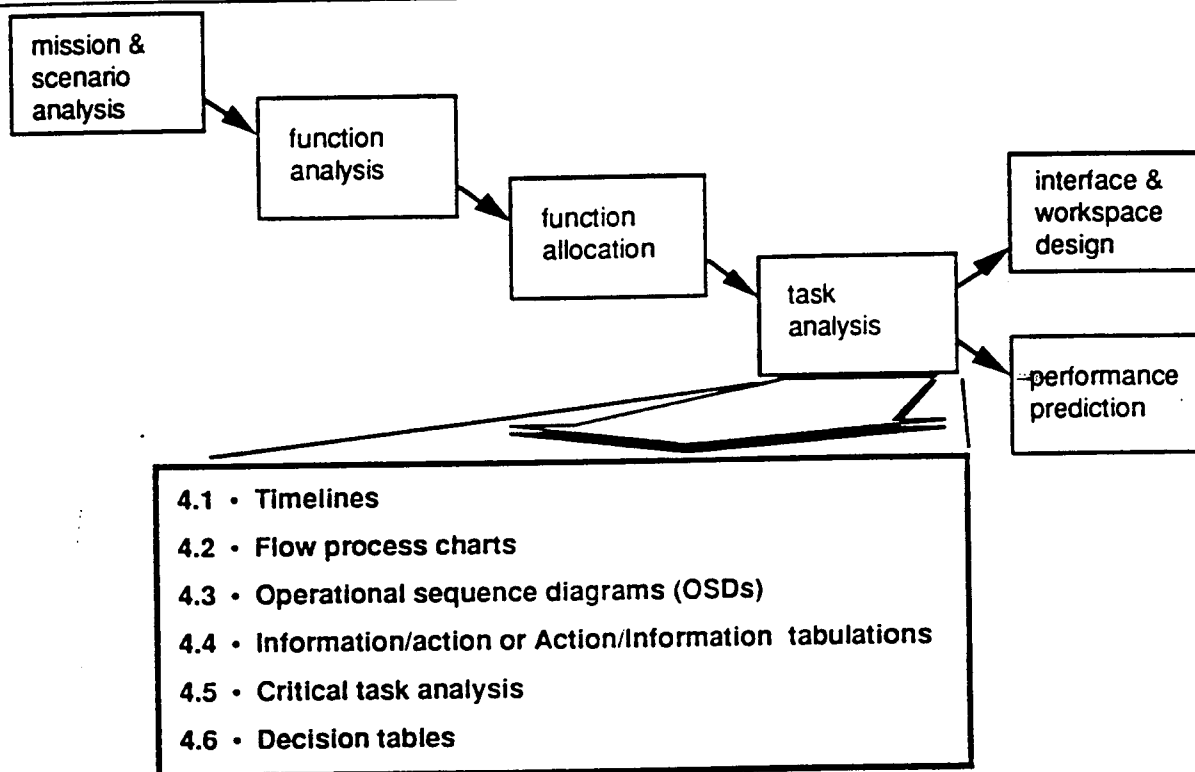 mission &
scenario
analysis
function
analysis
function
allocation
task
analysis
interface &
workspace
design
performance
prediction
4.1 • Timelines
4.2 • Flow process charts
4.3 • Operational sequence diagrams (OSDs)
4.4 • Information/action or Action/Information tabulations
4.5 • Critical task analysis
4.6 • Decision tables